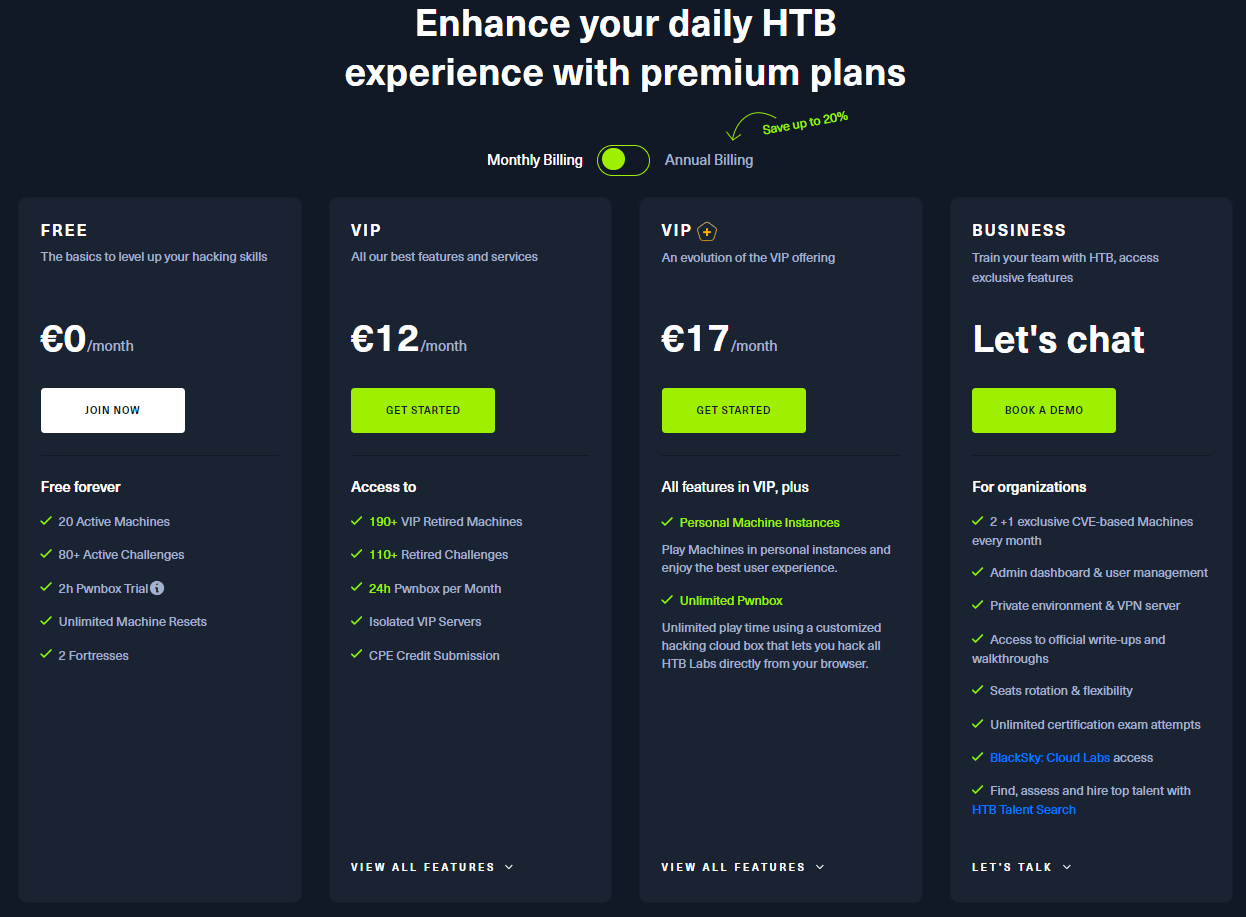 Enhance your daily HTB
experience with premium plans
Save up to 20%
Monthly Billing
Annual Billing
FREE
The basics to level up your hacking skills
€0/month
JOIN NOW
Free forever
20 Active Machines
80+ Active Challenges
2h Pwnbox Trial
Unlimited Machine Resets
2 Fortresses
VIP
All our best features and services
€12/month
GET STARTED
Access to
190+ VIP Retired Machines
110+ Retired Challenges
24h Pwnbox per Month
Isolated VIP Servers
CPE Credit Submission
VIEW ALL FEATURES
VIP +
An evolution of the VIP offering
€17/month
GET STARTED
All features in VIP, plus
Personal Machine Instances
Play Machines in personal instances and
enjoy the best user experience.
Unlimited Pwnbox
Unlimited play time using a customized
hacking cloud box that lets you hack all
HTB Labs directly from your browser.
VIEW ALL FEATURES
BUSINESS
Train your team with HTB, access
exclusive features
Let's chat
BOOK A DEMO
For organizations
2 +1 exclusive CVE-based Machines
every month
Admin dashboard & user management
Private environment & VPN server
Access to official write-ups and
walkthroughs
Seats rotation & flexibility
Unlimited certification exam attempts
BlackSky: Cloud Labs access
Find, assess and hire top talent with
HTB Talent Search
LET'S TALK